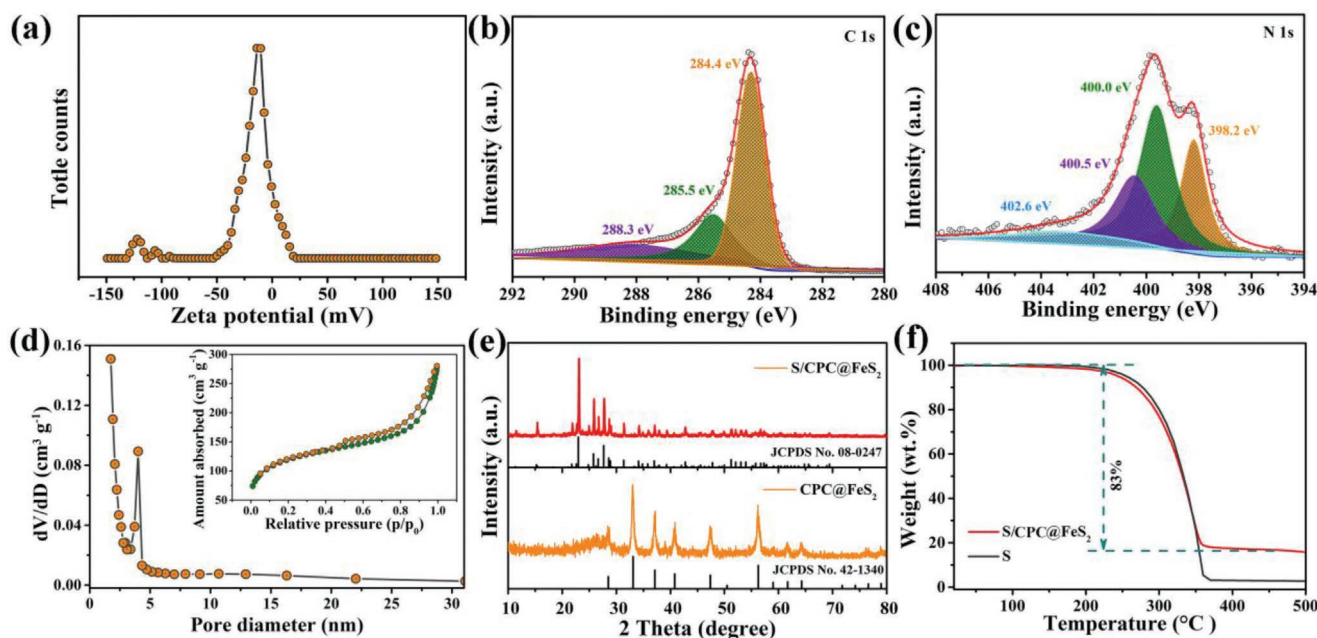 (a)
Totle counts
-150 -100 -50 0 50 100 150
Zeta potential (mV)
(b)
C 1s
284.4 eV
285.5 eV
288.3 eV
Intensity (a.u.)
292 290 288 286 284 282 280
Binding energy (eV)
(c)
N 1s
400.0 eV
398.2 eV
400.5 eV
402.6 eV
Intensity (a.u.)
408 406 404 402 400 398 396 394
Binding energy (eV)
(d)
0.16
0.12
0.08
0.04
0.00
dV/dD (cm³ g⁻¹)
0 5 10 15 20 25 30
Pore diameter (nm)
300
250
200
150
100
50
Amount absorbed (cm³ g⁻¹)
0.0 0.2 0.4 0.6 0.8 1.0
Relative pressure (p/p₀)
(e)
S/CPC@FeS₂
JCPDS No. 08-0247
CPC@FeS₂
JCPDS No. 42-1340
Intensity (a.u.)
10 20 30 40 50 60 70 80
2 Theta (degree)
(f)
100
80
60
40
20
0
Weight (wt.%)
83%
S/CPC@FeS₂
S
100 200 300 400 500
Temperature (°C)